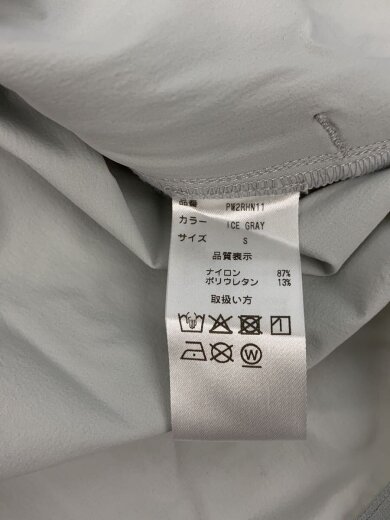 品番 PW2RHN11
カラー ICE GRAY
サイズ S
品質表示
ナイロン 87%
ポリウレタン 13%
取扱い方
W